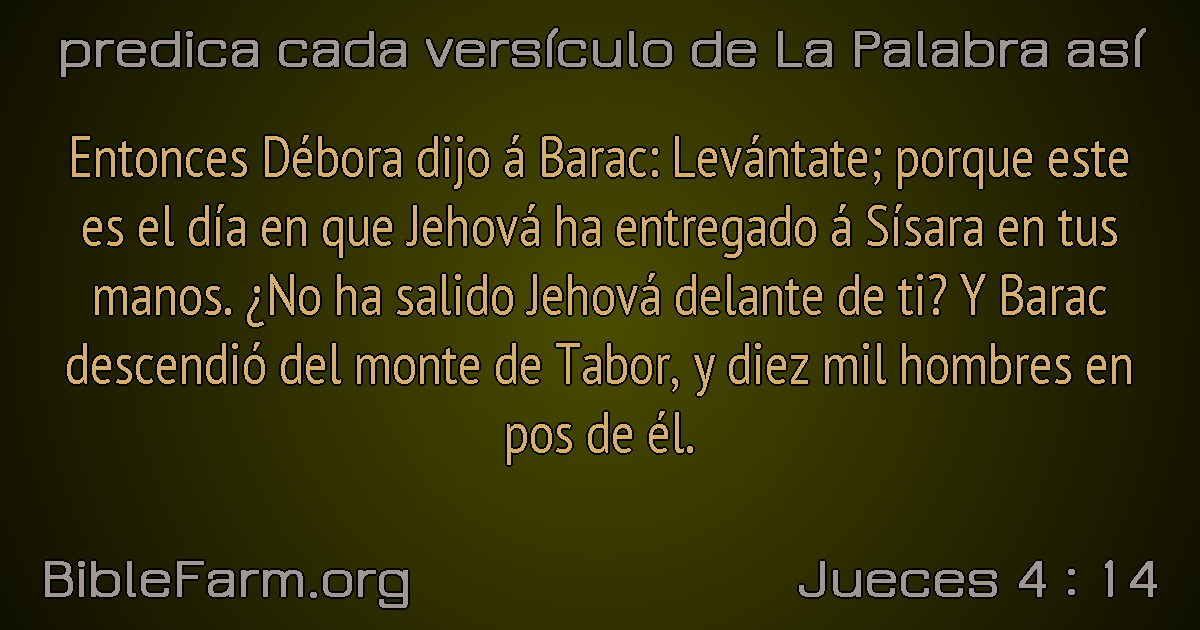 predica cada versículo de La Palabra así
Entonces Débora dijo á Barac: Levántate; porque este
es el día en que Jehová ha entregado á Sísara en tus
manos. ¿No ha salido Jehová delante de ti? Y Barac
descendió del monte de Tabor, y diez mil hombres en
pos de él.
BibleFarm.org
Jueces 4 : 14